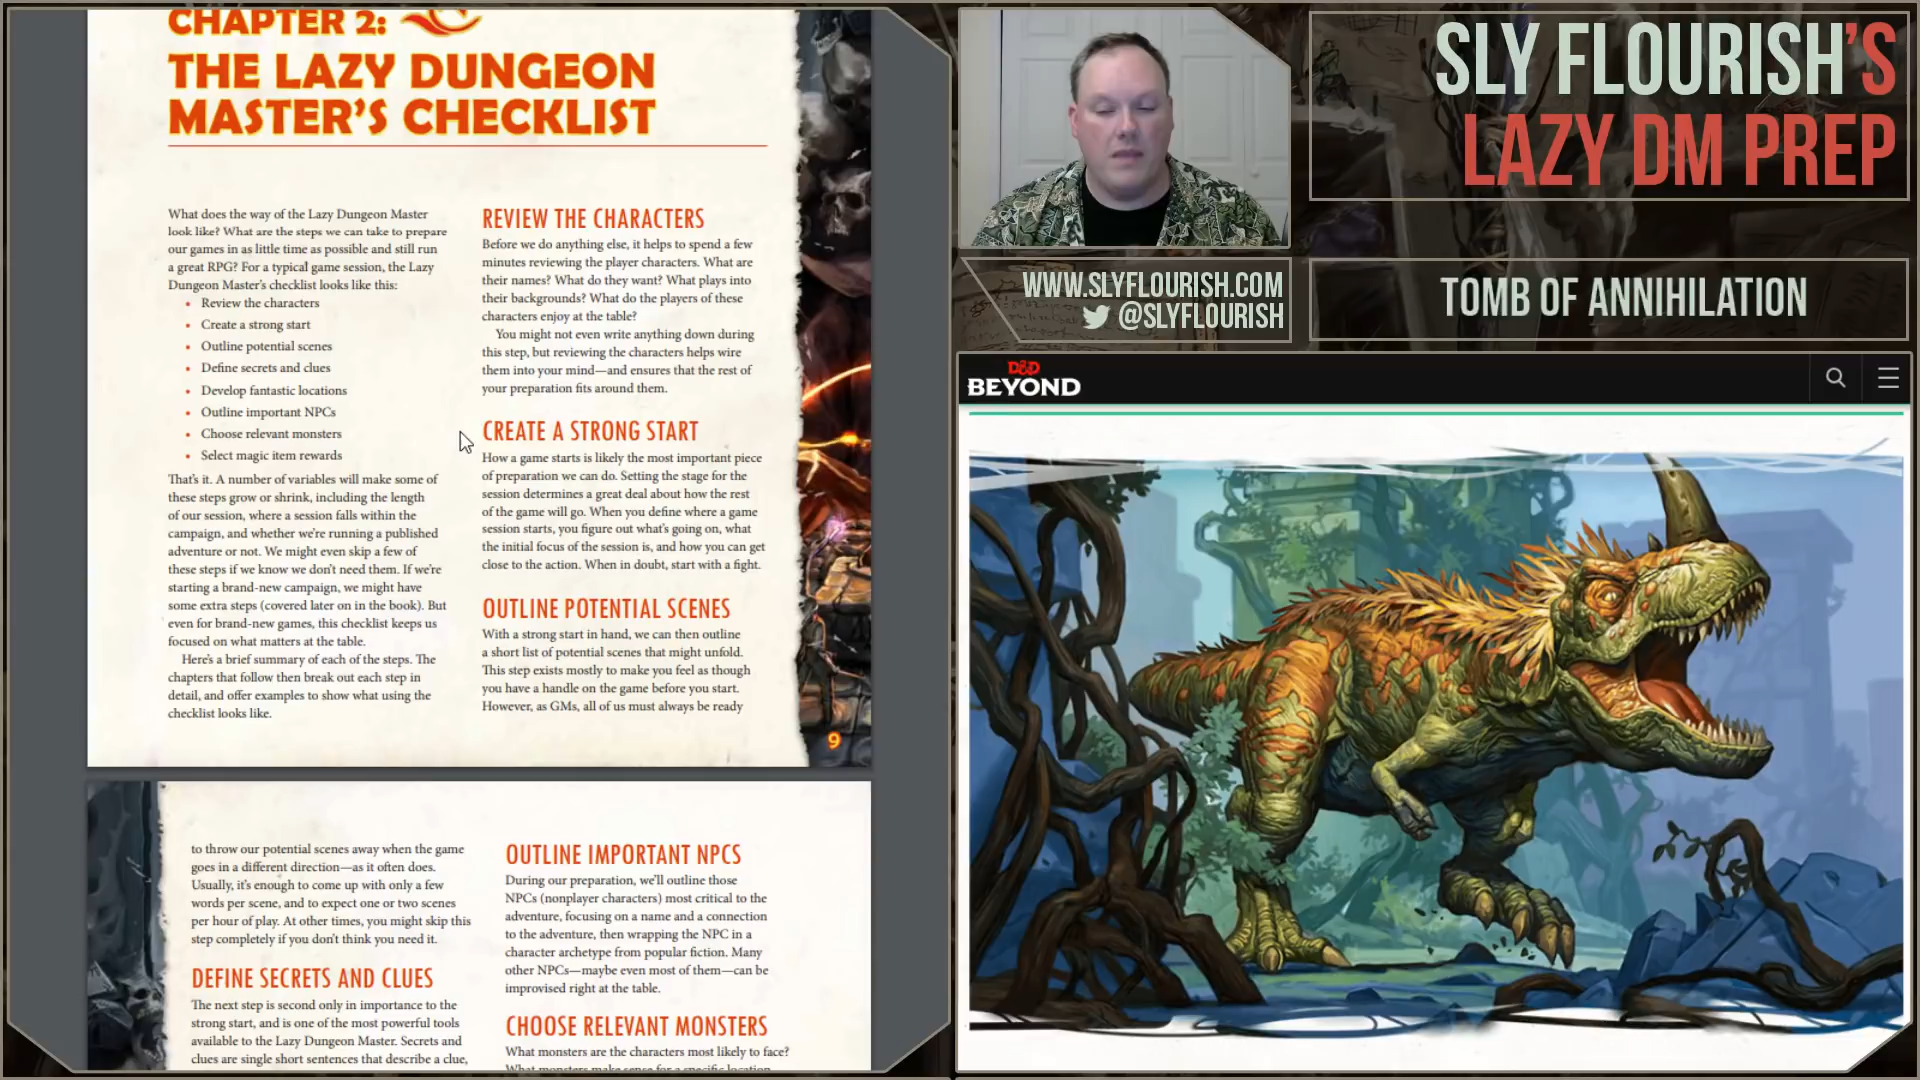 CHAPTER 2:
THE LAZY DUNGEON
MASTER'S CHECKLIST
What does the way of the Lazy Dungeon Master
look like? What are the steps we can take to prepare
our games in as little time as possible and still run
a great RPG? For a typical game session, the Lazy
Dungeon Master's checklist looks like this:
• Review the characters
• Create a strong start
• Outline potential scenes
• Define secrets and clues
• Develop fantastic locations
• Outline important NPCs
• Choose relevant monsters
• Select magic item rewards
That's it. A number of variables will make some of
these steps grow or shrink, including the length
of our session, where a session falls within the
campaign, and whether we're running a published
adventure or not. We might even skip a few of
these steps if we know we don't need them. If we're
starting a brand-new campaign, we might have
some extra steps (covered later on in the book). But
even for brand-new games, this checklist keeps us
focused on what matters at the table.
Here's a brief summary of each of the steps. The
chapters that follow then break out each step in
detail, and offer examples to show what using the
checklist looks like.
REVIEW THE CHARACTERS
Before we do anything else, it helps to spend a few
minutes reviewing the player characters. What are
their names? What do they want? What plays into
their backgrounds? What do the players of these
characters enjoy at the table?
You might not even write anything down during
this step, but reviewing the characters helps wire
them into your mind—and ensures that the rest of
your preparation fits around them.
CREATE A STRONG START
How a game starts is likely the most important piece
of preparation we can do. Setting the stage for the
session determines a great deal about how the rest
of the game will go. When you define where a game
session starts, you figure out what's going on, what
the initial focus of the session is, and how you can get
close to the action. When in doubt, start with a fight.
OUTLINE POTENTIAL SCENES
With a strong start in hand, we can then outline
a short list of potential scenes that might unfold.
This step exists mostly to make you feel as though
you have a handle on the game before you start.
However, as GMs, all of us must always be ready
9
to throw our potential scenes away when the game
goes in a different direction—as it often does.
Usually, it's enough to come up with only a few
words per scene, and to expect one or two scenes
per hour of play. At other times, you might skip this
step completely if you don't think you need it.
DEFINE SECRETS AND CLUES
The next step is second only in importance to the
strong start, and is one of the most powerful tools
available to the Lazy Dungeon Master. Secrets and
clues are single short sentences that describe a clue,
OUTLINE IMPORTANT NPCS
During our preparation, we'll outline those
NPCs (nonplayer characters) most critical to the
adventure, focusing on a name and a connection
to the adventure, then wrapping the NPC in a
character archetype from popular fiction. Many
other NPCs—maybe even most of them—can be
improvised right at the table.
CHOOSE RELEVANT MONSTERS
What monsters are the characters most likely to face?
What monsters make sense for a specific location
SLY FLOURISH'S
LAZY DM PREP
WWW.SLYFLOURISH.COM
@SLYFLOURISH
TOMB OF ANNIHILATION
D&D
BEYOND